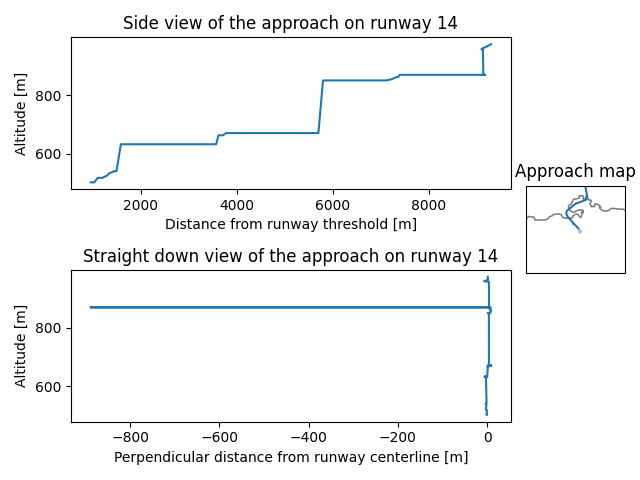 Side view of the approach on runway 14
Altitude [m]
800
600
2000
4000
6000
8000
Distance from runway threshold [m]
Approach map
Straight down view of the approach on runway 14
Altitude [m]
800
600
−800
−600
−400
−200
0
Perpendicular distance from runway centerline [m]